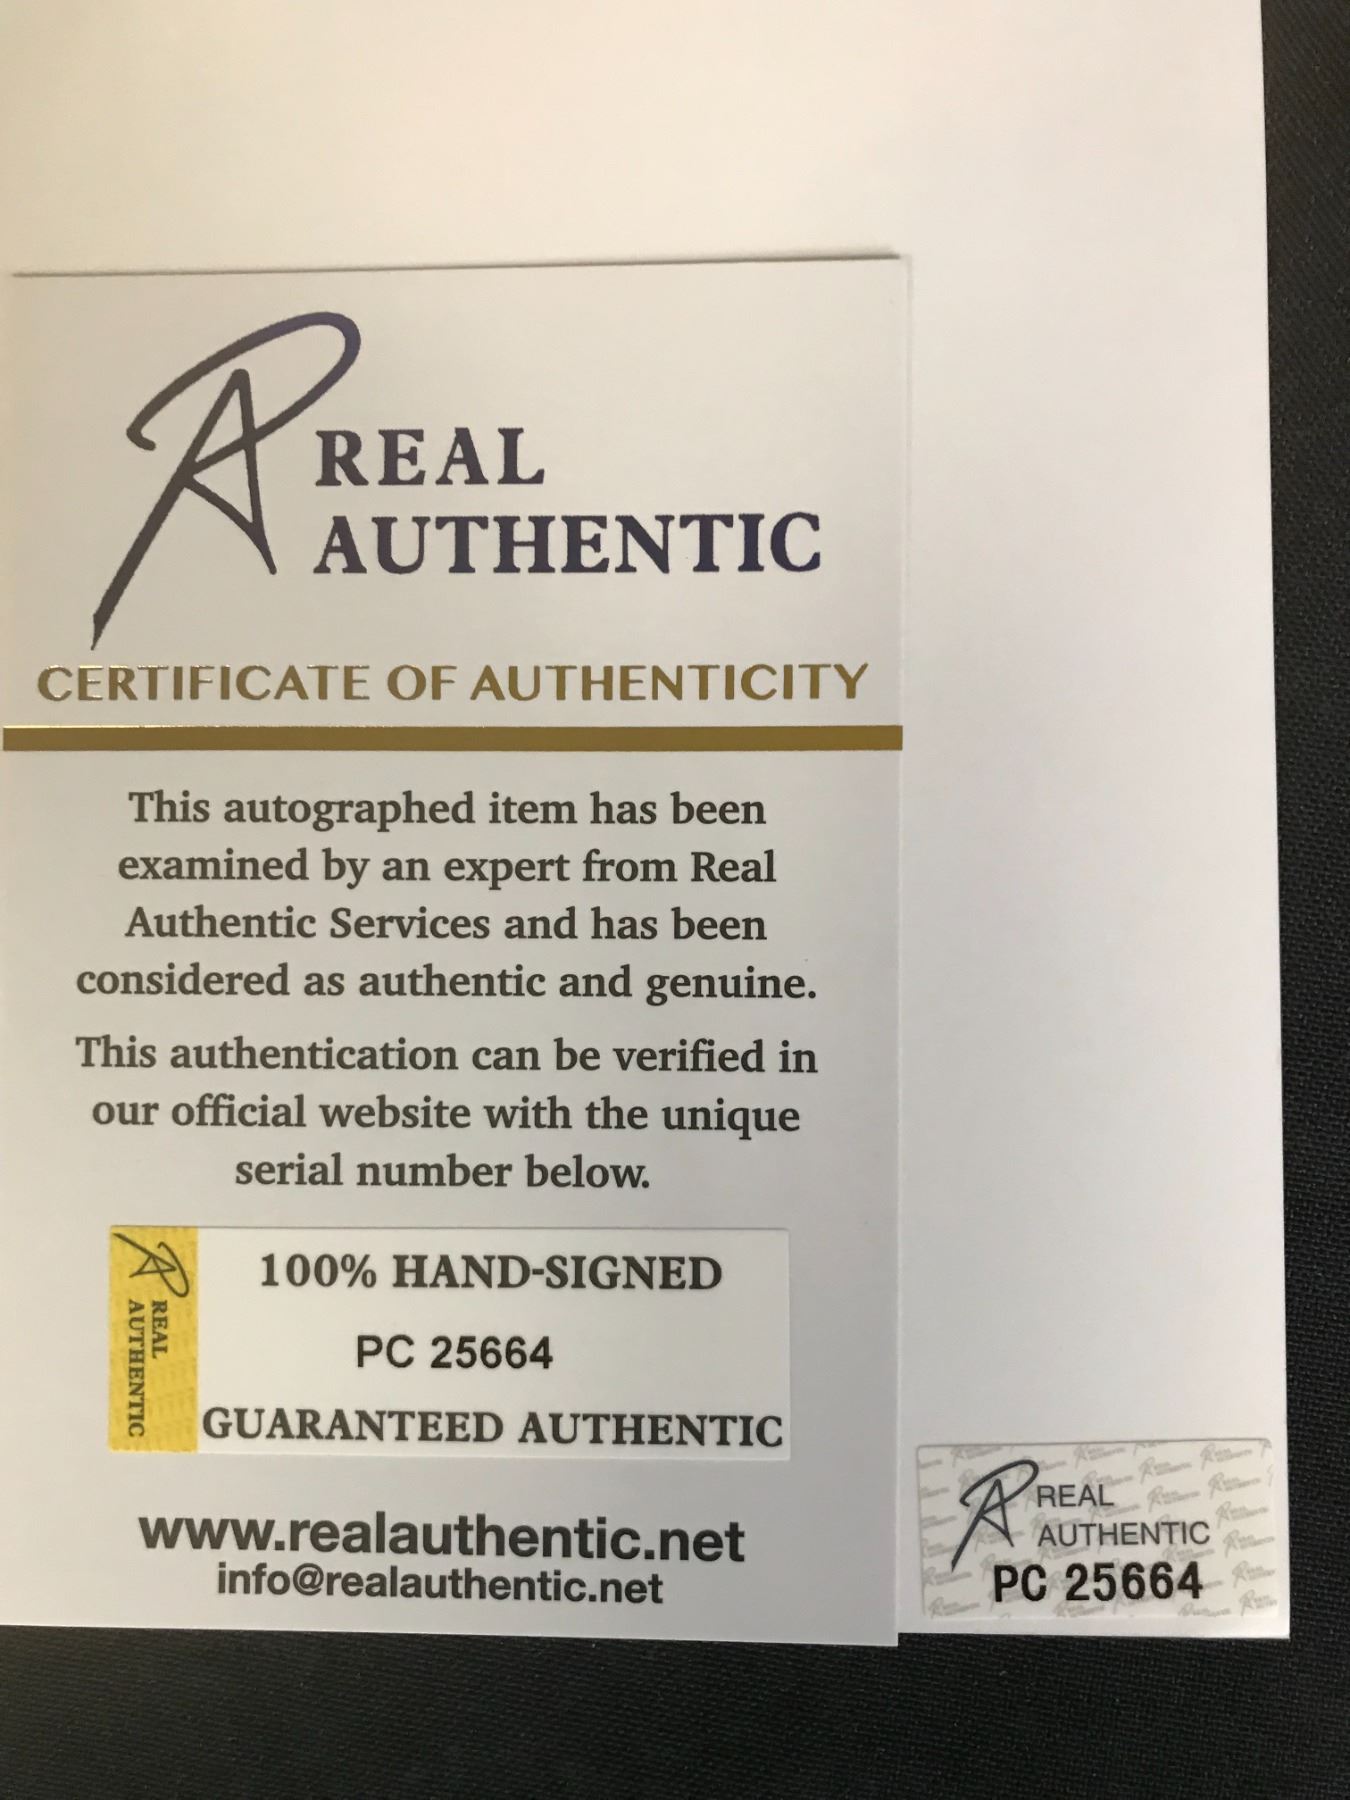 REAL
AUTHENTIC
CERTIFICATE OF AUTHENTICITY
This autographed item has been
examined by an expert from Real
Authentic Services and has been
considered as authentic and genuine.
This authentication can be verified in
our official website with the unique
serial number below.
REAL
AUTHENTIC
100% HAND-SIGNED
PC 25664
GUARANTEED AUTHENTIC
www.realauthentic.net
info@realauthentic.net
REAL
AUTHENTIC
PC 25664